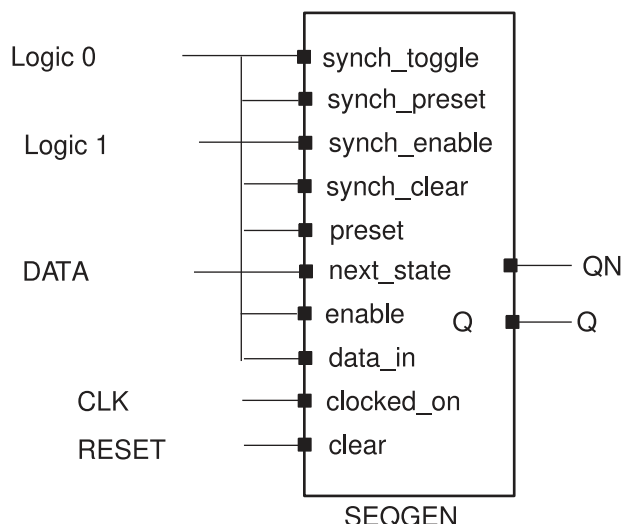 Logic 0
synch_toggle
synch_preset
Logic 1
synch_enable
synch_clear
preset
DATA
next_state
QN
enable
Q
Q
data_in
CLK
clocked_on
RESET
clear
SEQGEN